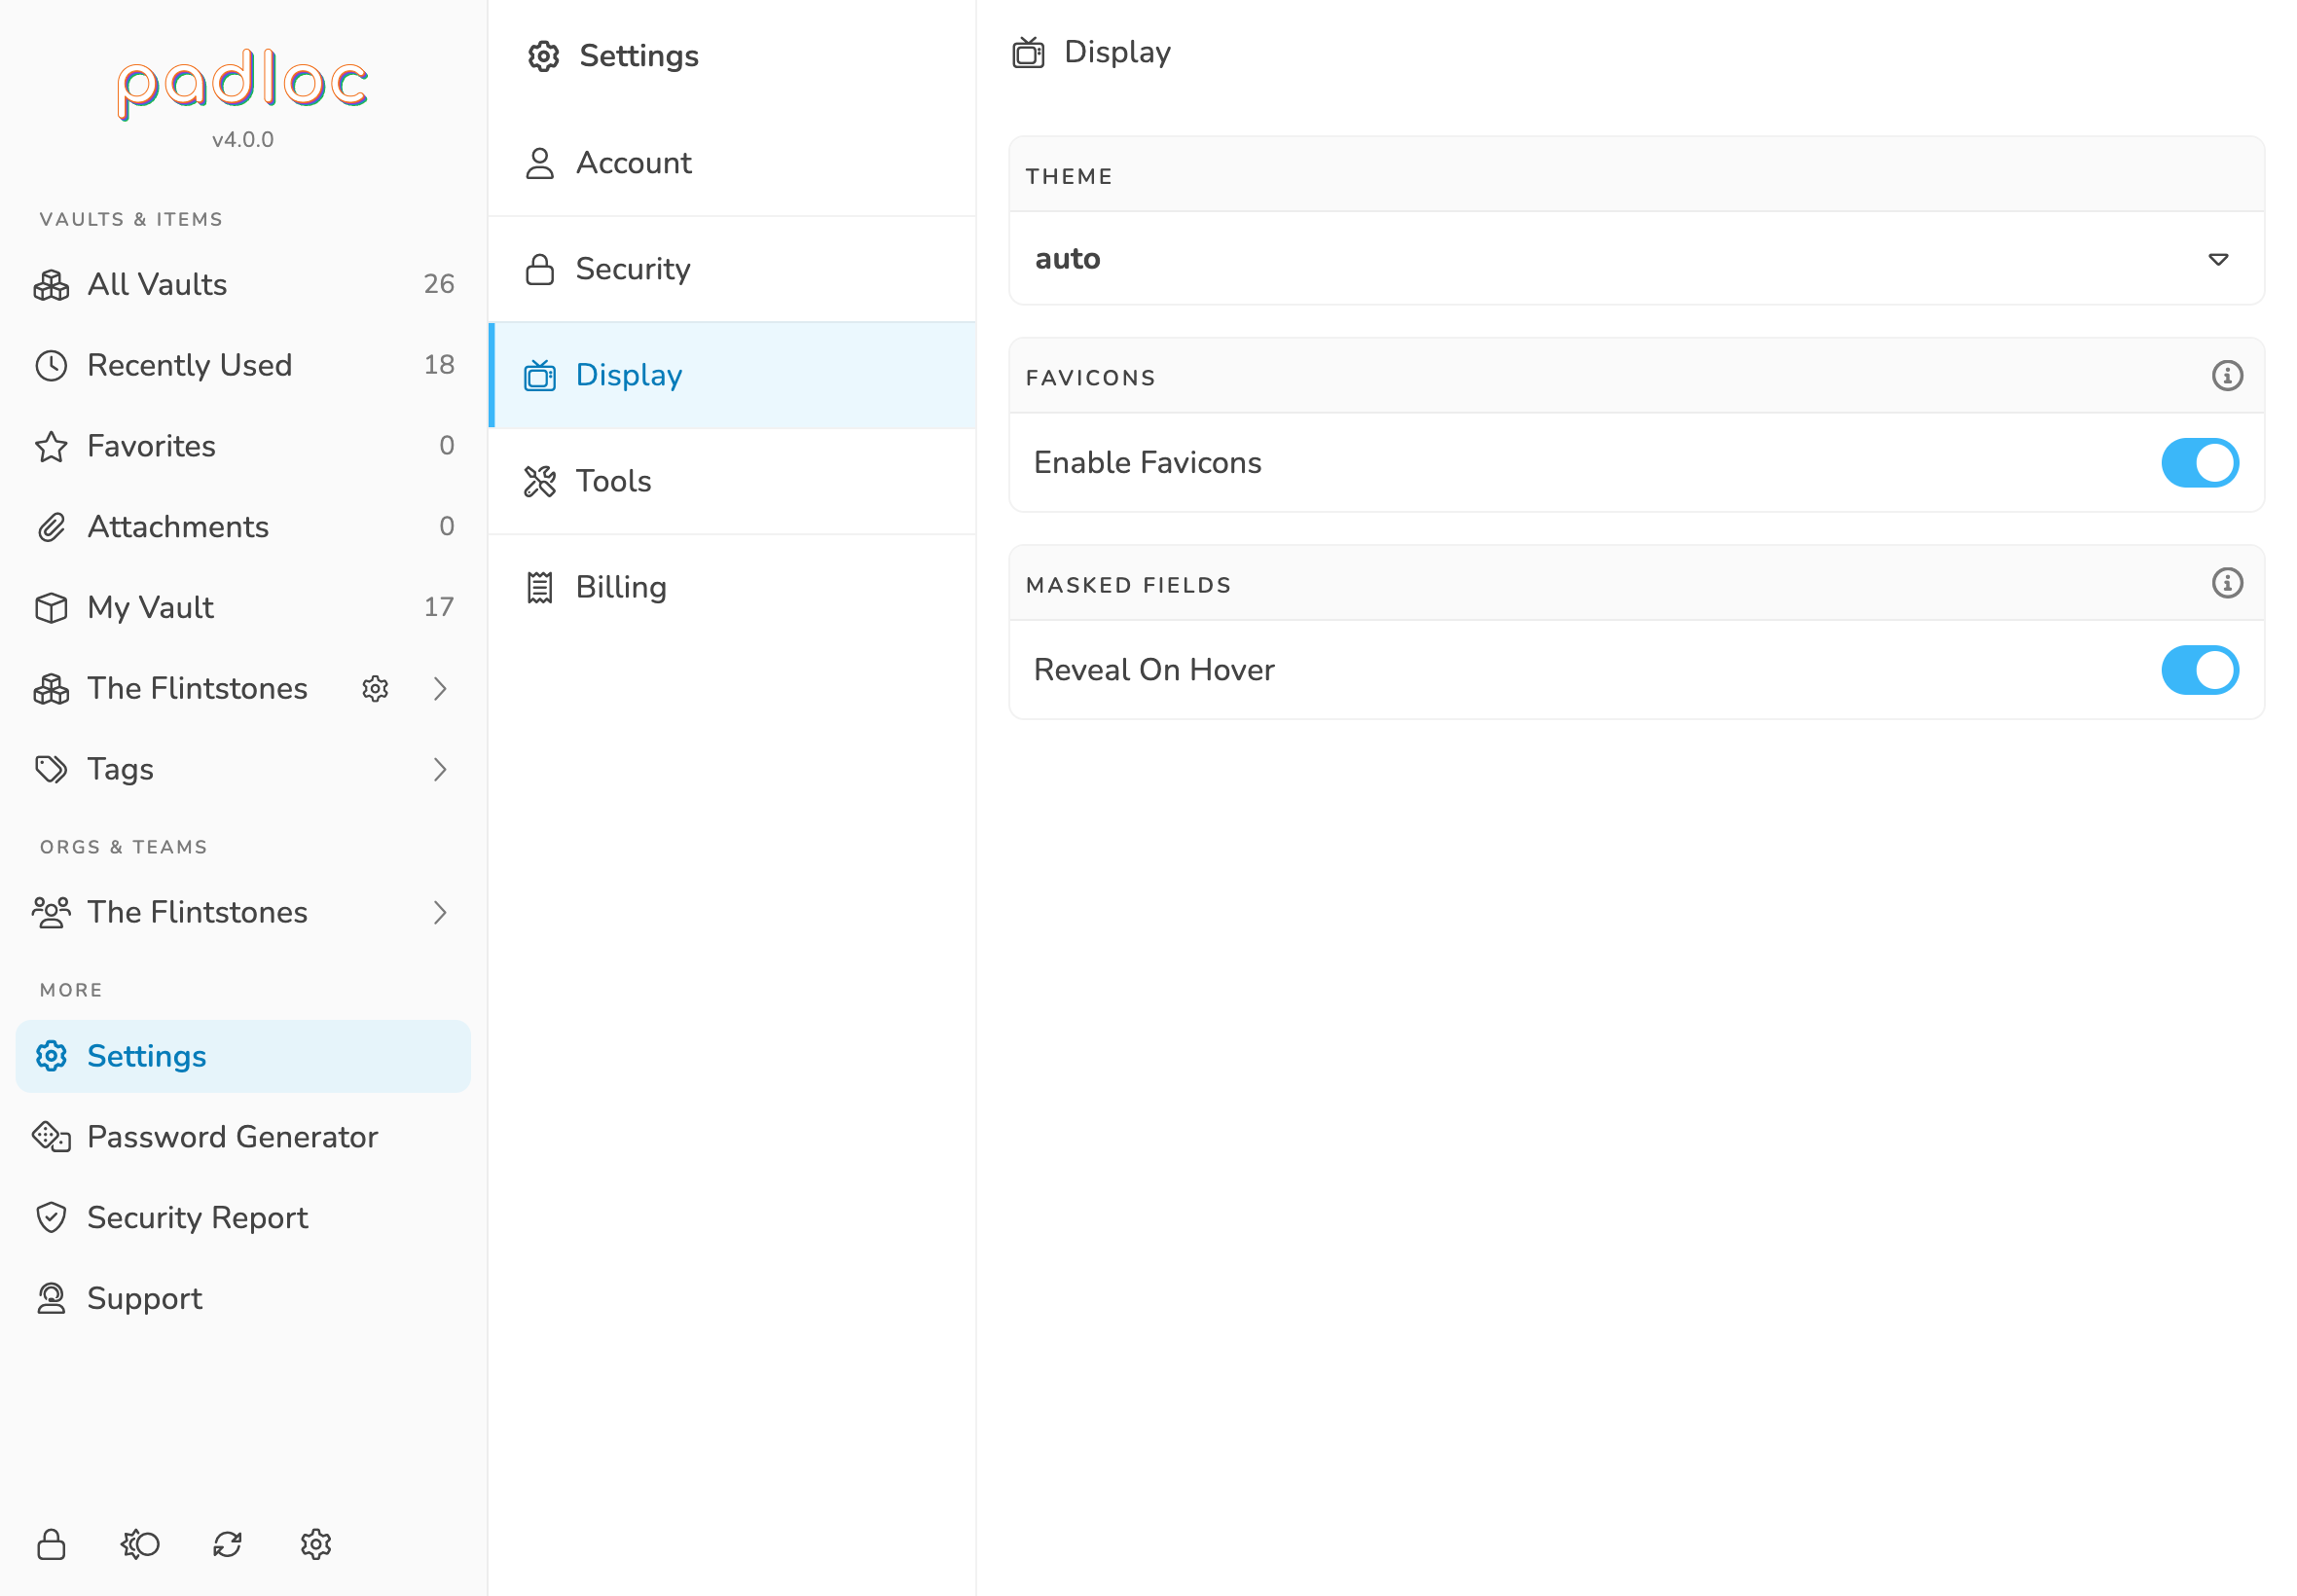 padloc
v4.0.0
VAULTS & ITEMS
All Vaults 26
Recently Used 18
Favorites 0
Attachments 0
My Vault 17
The Flintstones
Tags
ORGS & TEAMS
The Flintstones
MORE
Settings
Password Generator
Security Report
Support
Settings
Account
Security
Display
Tools
Billing
Display
THEME
auto
FAVICONS
Enable Favicons
MASKED FIELDS
Reveal On Hover